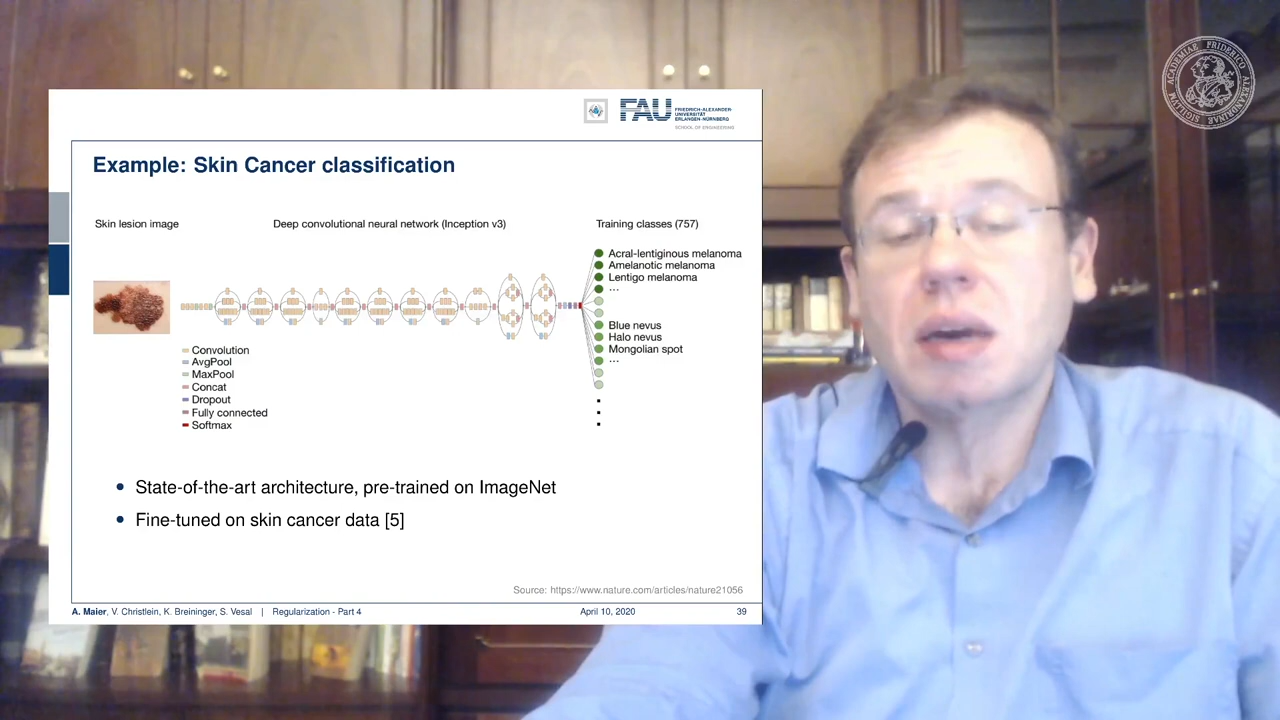 FAU
FRIEDRICH-ALEXANDER-
UNIVERSITÄT
ERLANGEN-NÜRNBERG
SCHOOL OF ENGINEERING
ACADEMIAE FRIDERICO ALEXANDRINAE SIGILLVM
Example: Skin Cancer classification
Skin lesion image
Deep convolutional neural network (Inception v3)
Training classes (757)
Acral-lentiginous melanoma
Amelanotic melanoma
Lentigo melanoma
...
Blue nevus
Halo nevus
Mongolian spot
...
Convolution
AvgPool
MaxPool
Concat
Dropout
Fully connected
Softmax
• State-of-the-art architecture, pre-trained on ImageNet
• Fine-tuned on skin cancer data [5]
Source: https://www.nature.com/articles/nature21056
A. Maier, V. Christlein, K. Breininger, S. Vesal | Regularization - Part 4
April 10, 2020
39